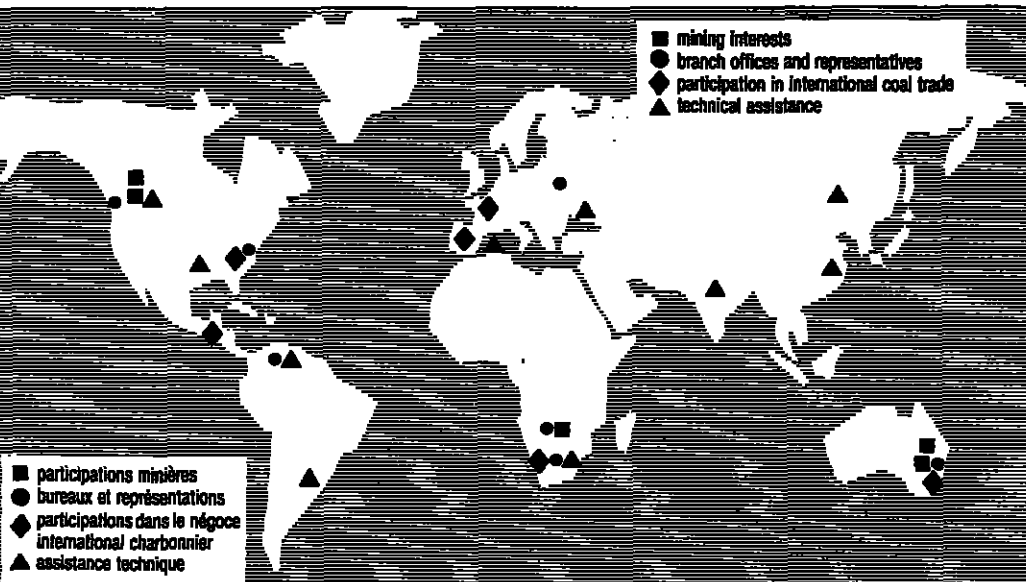 mining interests
branch offices and representatives
participation in international coal trade
technical assistance
participations minières
bureaux et représentations
participations dans le négoce
international charbonnier
assistance technique